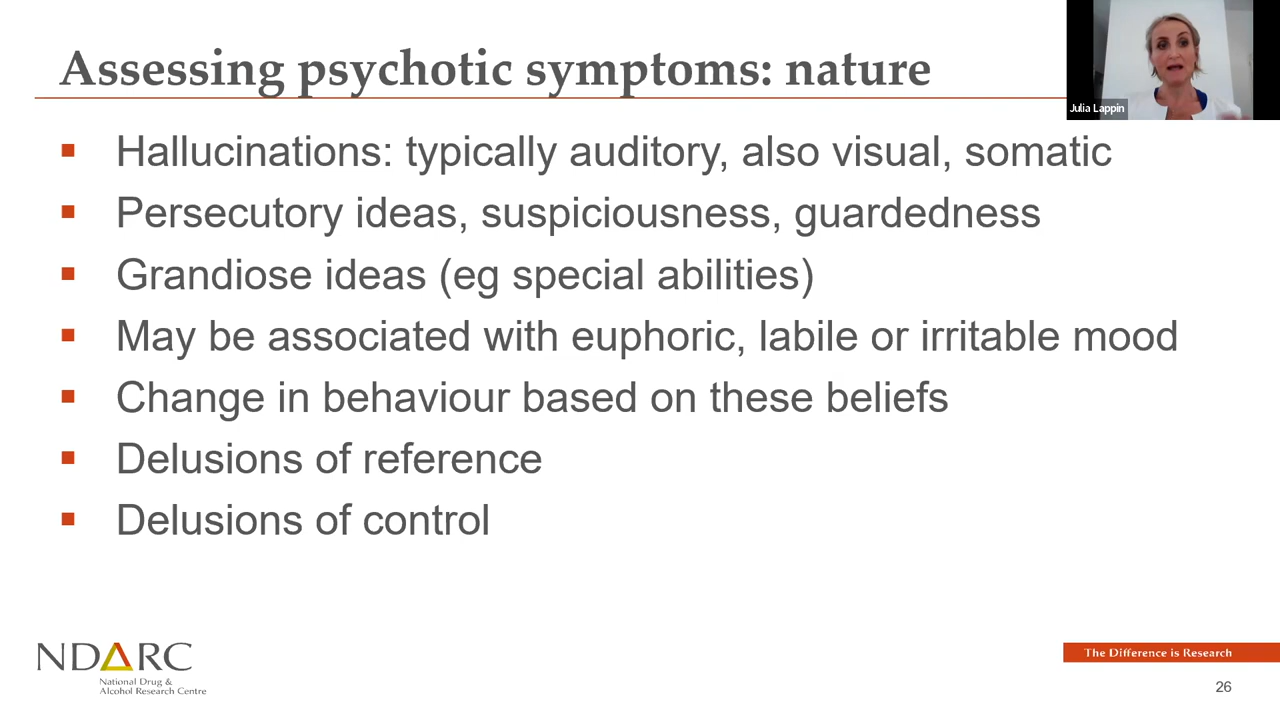 Assessing psychotic symptoms: nature
Julia Lappin
Hallucinations: typically auditory, also visual, somatic
Persecutory ideas, suspiciousness, guardedness
Grandiose ideas (eg special abilities)
May be associated with euphoric, labile or irritable mood
Change in behaviour based on these beliefs
Delusions of reference
Delusions of control
NDARC
National Drug &
Alcohol Research Centre
The Difference is Research
26